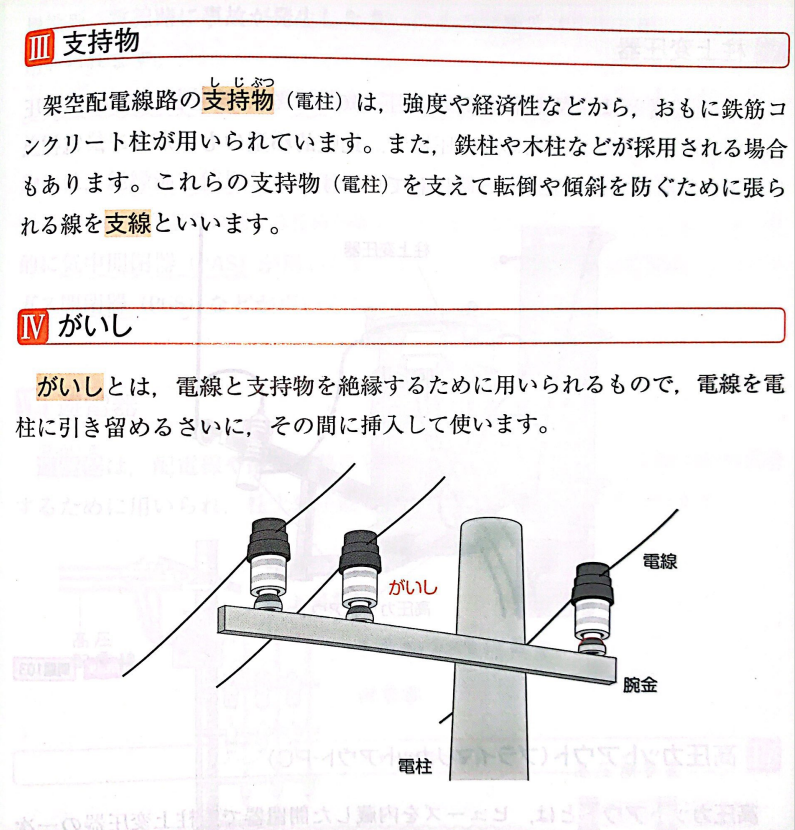 Ⅲ 支持物
しじぶつ
架空配電線路の支持物（電柱）は，強度や経済性などから，おもに鉄筋コ
ンクリート柱が用いられています。また，鉄柱や木柱などが採用される場合
もあります。これらの支持物（電柱）を支えて転倒や傾斜を防ぐために張ら
れる線を支線といいます。
Ⅳ がいし
がいしとは，電線と支持物を絶縁するために用いられるもので，電線を電
柱に引き留めるさいに，その間に挿入して使います。
電線
がいし
腕金
電柱